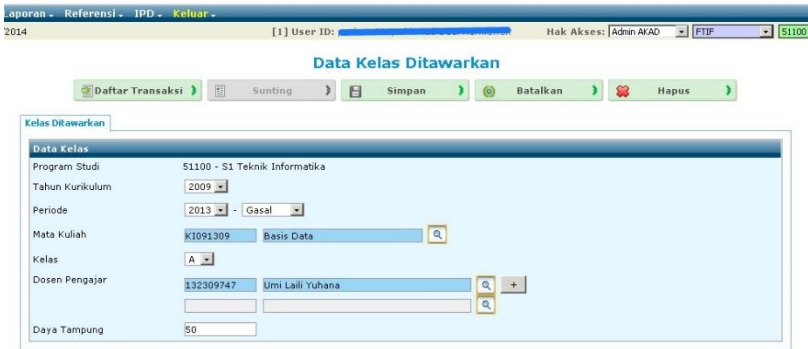 Laporan Referensi IPD Keluar
2014 [1] User ID: Hak Akses: Admin AKAD FTIF 51100
Data Kelas Ditawarkan
Daftar Transaksi Sunting Simpan Batalkan Hapus
Kelas Ditawarkan
Data Kelas
Program Studi 51100 - S1 Teknik Informatika
Tahun Kurikulum 2009
Periode 2013 - Gasal
Mata Kuliah KI091309 Basis Data
Kelas A
Dosen Pengajar 132309747 Umi Laili Yuhana +
Daya Tampung 50